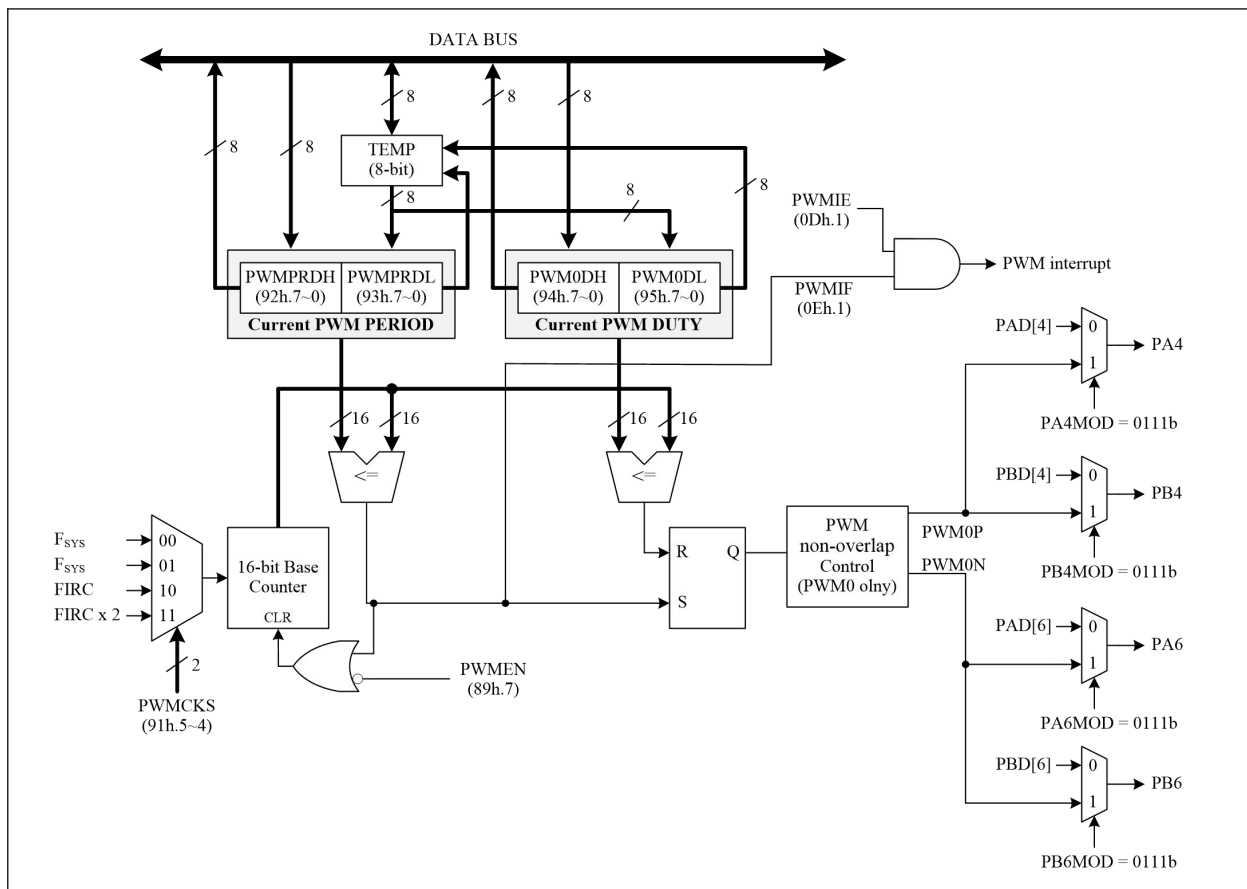 DATA BUS
8
8
8
8
8
TEMP
(8-bit)
8
8
8
PWMIE
(0Dh.1)
PWM interrupt
PWMIF
(0Eh.1)
PWMPRDH
(92h.7~0)
PWMPRDL
(93h.7~0)
Current PWM PERIOD
PWM0DH
(94h.7~0)
PWM0DL
(95h.7~0)
Current PWM DUTY
PAD[4]
0
1
PA4
PA4MOD = 0111b
16
16
16
16
<=
<=
PBD[4]
0
1
PB4
PB4MOD = 0111b
FSYS
FSYS
FIRC
FIRC x 2
00
01
10
11
2
PWMCKS
(91h.5~4)
16-bit Base
Counter
CLR
PWMEN
(89h.7)
R
S
Q
PWM
non-overlap
Control
(PWM0 olny)
PWM0P
PWM0N
PAD[6]
0
1
PA6
PA6MOD = 0111b
PBD[6]
0
1
PB6
PB6MOD = 0111b